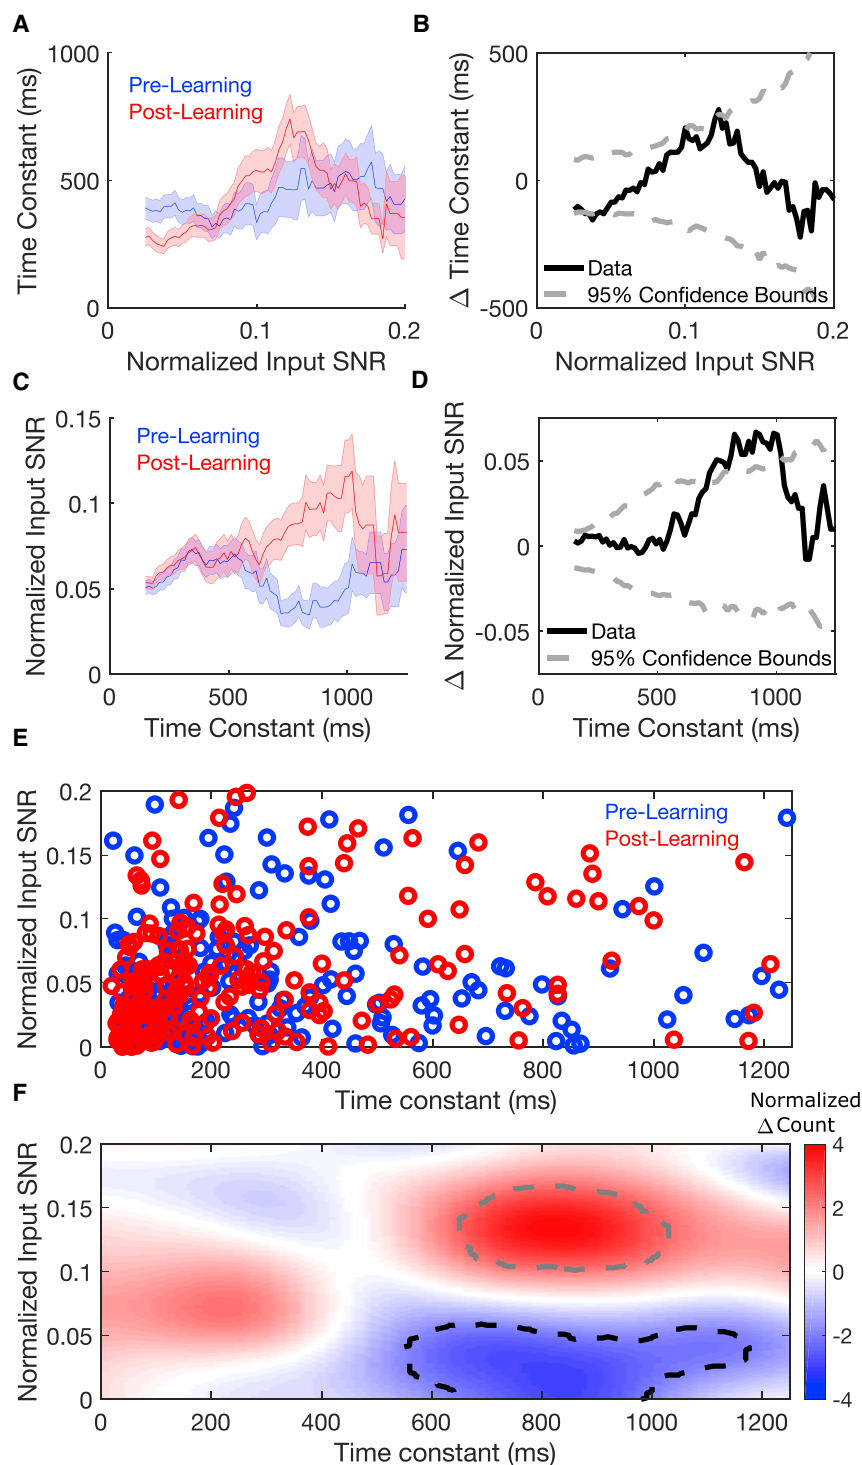 A
Time Constant (ms)
1000
500
0
Pre-Learning
Post-Learning
0
0.1
0.2
Normalized Input SNR
B
Δ Time Constant (ms)
500
0
-500
Data
95% Confidence Bounds
0
0.1
0.2
Normalized Input SNR
C
Normalized Input SNR
0.15
0.1
0.05
0
Pre-Learning
Post-Learning
0
500
1000
Time Constant (ms)
D
Δ Normalized Input SNR
0.05
0
-0.05
Data
95% Confidence Bounds
0
500
1000
Time Constant (ms)
E
Normalized Input SNR
0.2
0.15
0.1
0.05
0
Pre-Learning
Post-Learning
0
200
400
600
800
1000
1200
Time constant (ms)
F
Normalized
Δ Count
Normalized Input SNR
0.2
0.15
0.1
0.05
0
4
2
0
-2
-4
0
200
400
600
800
1000
1200
Time constant (ms)